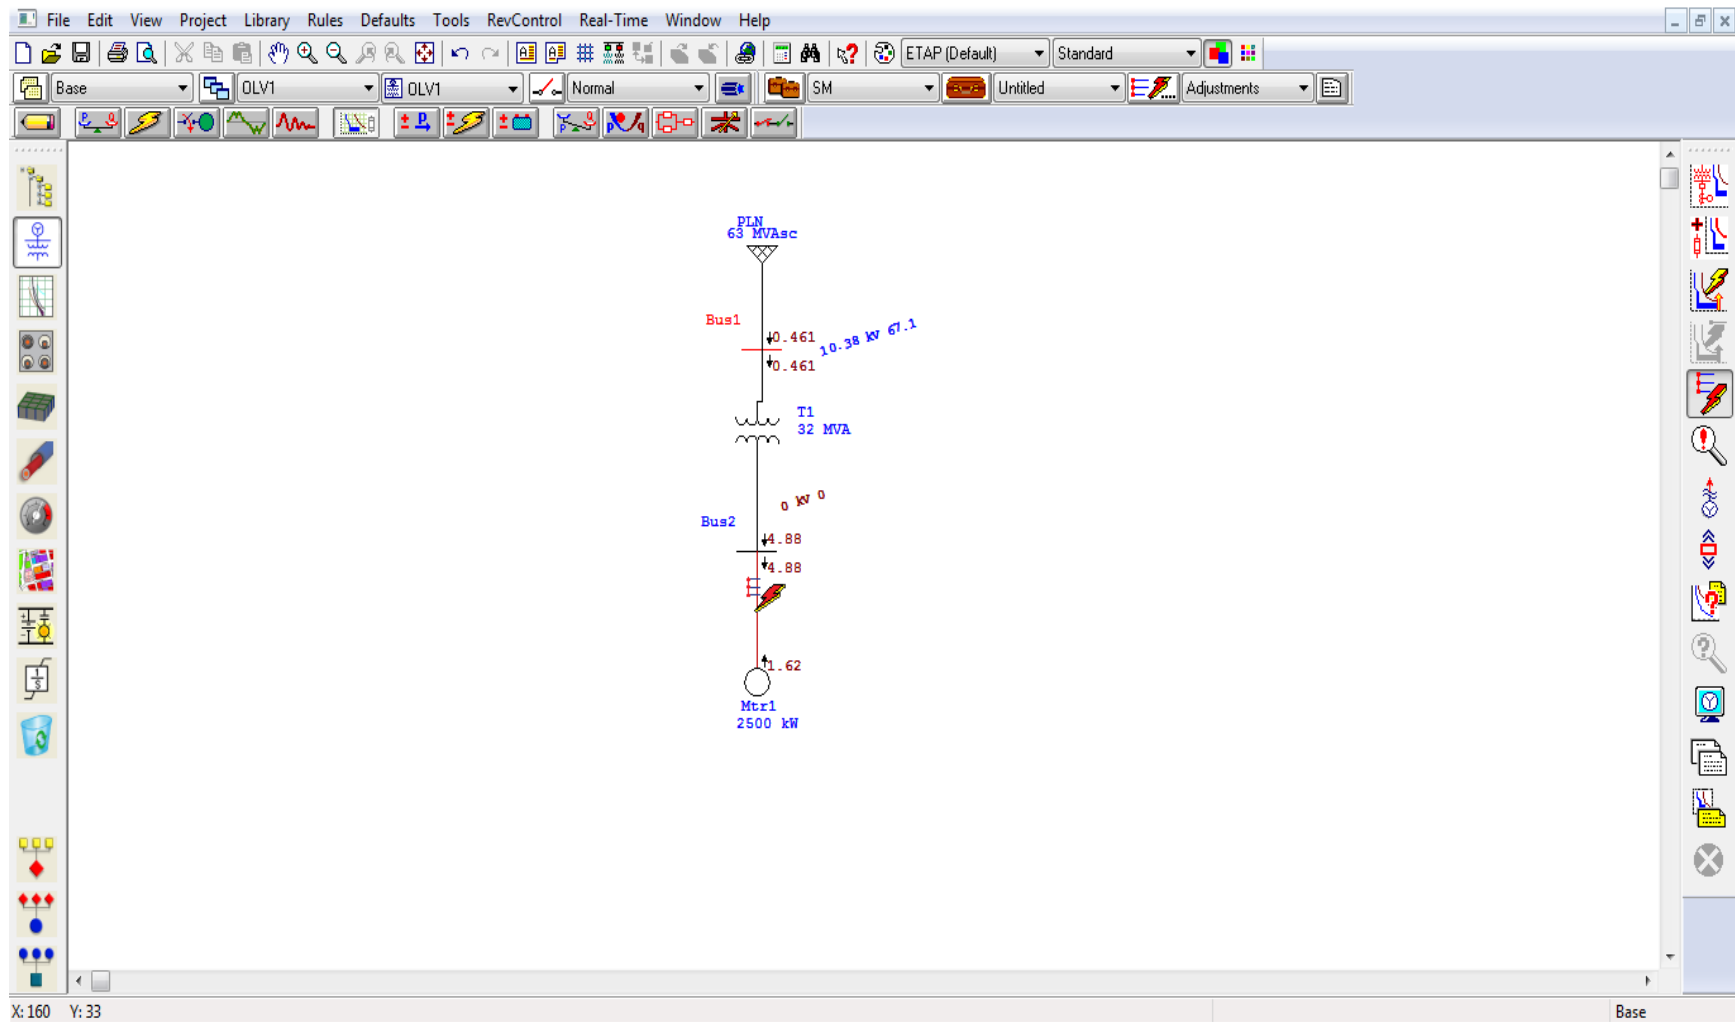 File Edit View Project Library Rules Defaults Tools RevControl Real-Time Window Help
ETAP (Default) Standard
Base OLV1 OLV1 Normal SM Untitled Adjustments
PLN
63 MVAsc
Bus1
0.461
10.38 kV 67.1
0.461
T1
32 MVA
0 kV 0
Bus2
4.88
4.88
1.62
Mtr1
2500 kW
X: 160 Y: 33 Base